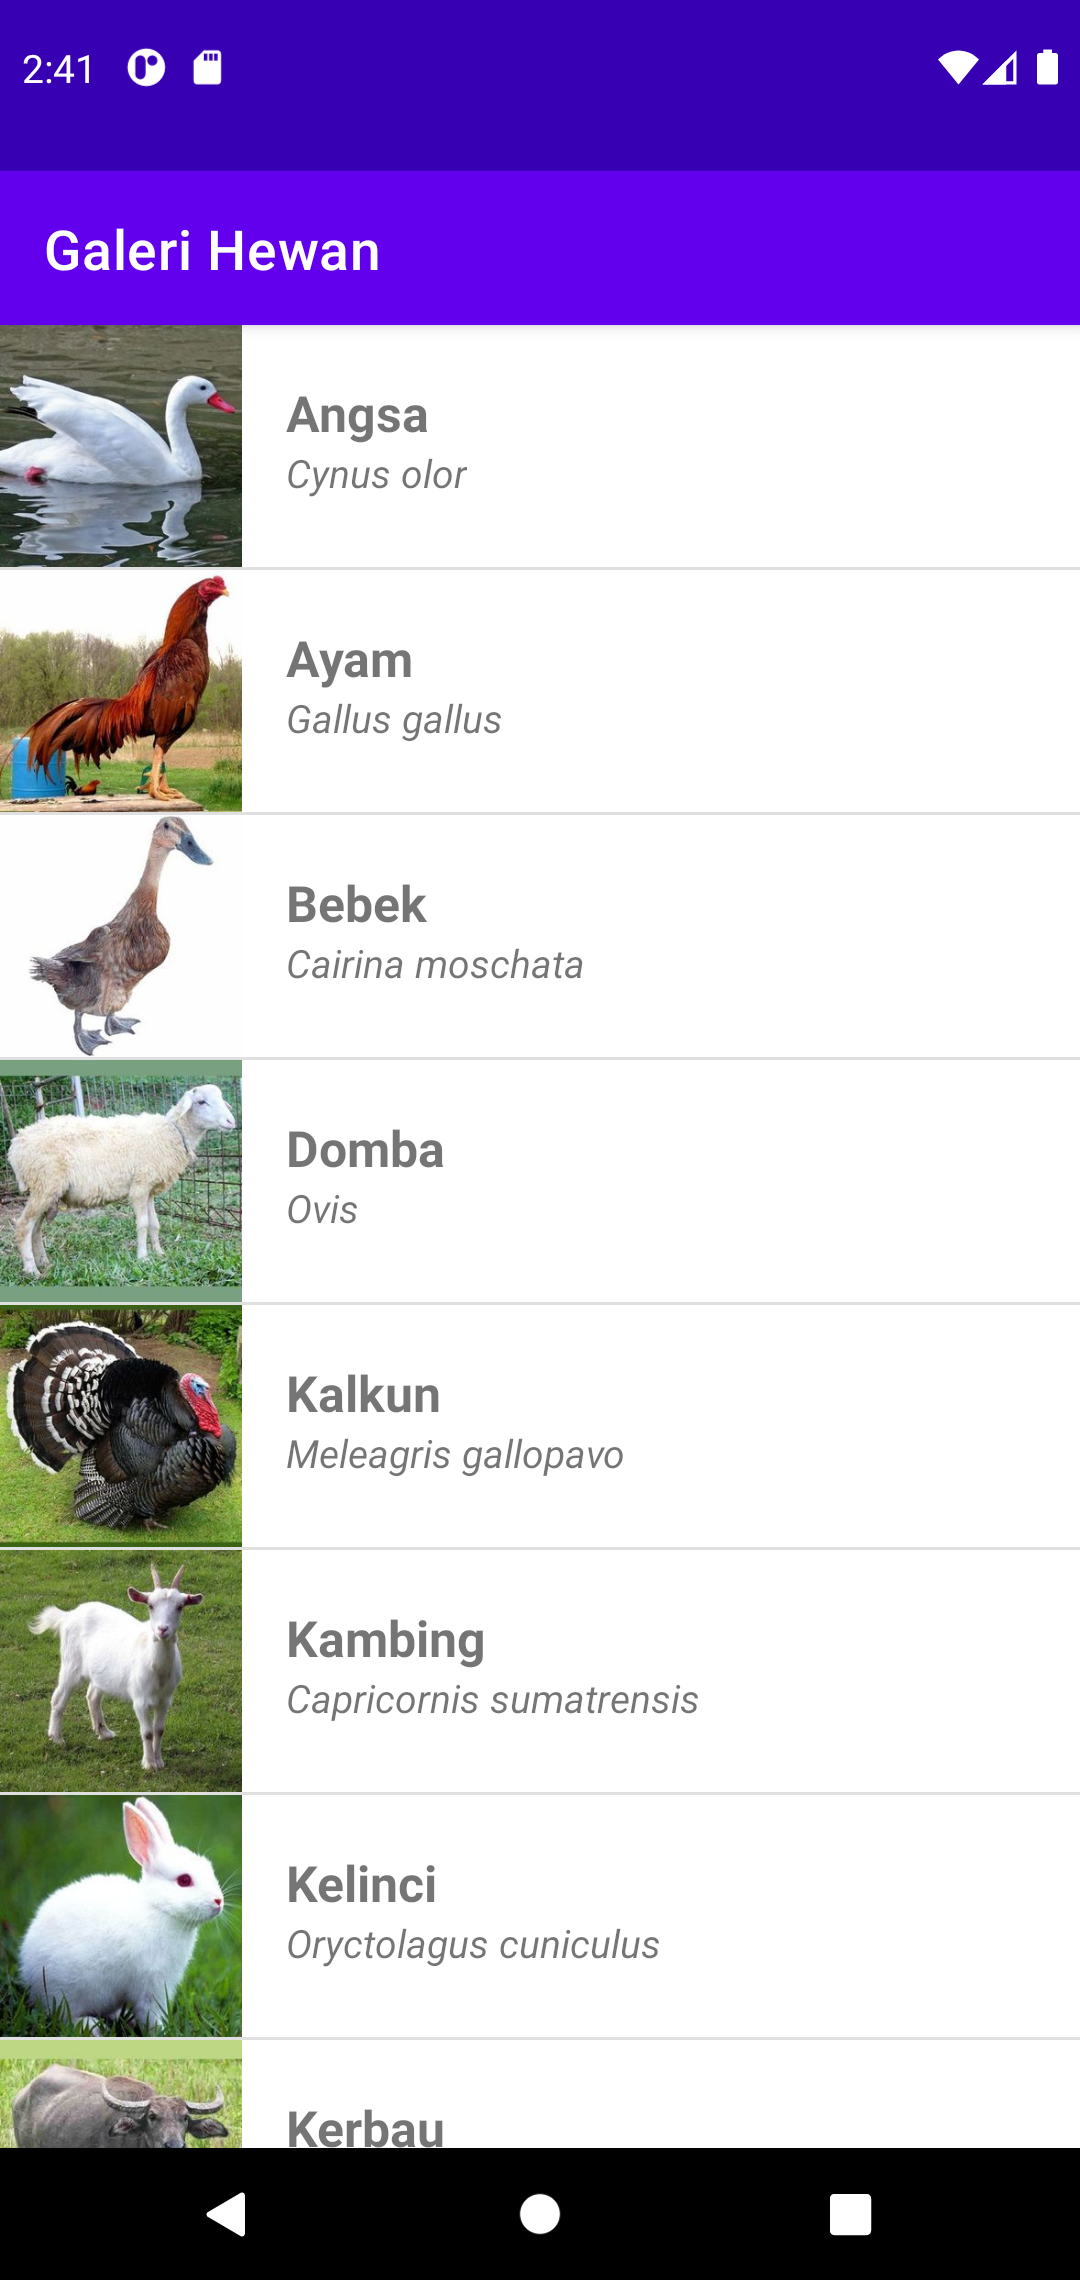 2:41
Galeri Hewan
Angsa
Cynus olor
Ayam
Gallus gallus
Bebek
Cairina moschata
Domba
Ovis
Kalkun
Meleagris gallopavo
Kambing
Capricornis sumatrensis
Kelinci
Oryctolagus cuniculus
Kerbau